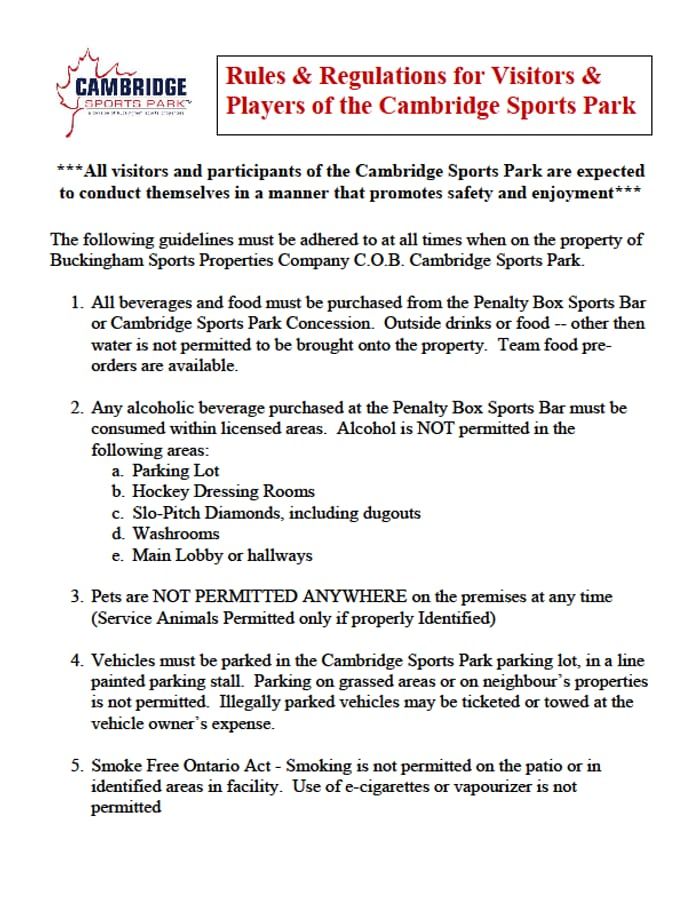 CAMBRIDGE
SPORTS PARK™
Rules & Regulations for Visitors &
Players of the Cambridge Sports Park
***All visitors and participants of the Cambridge Sports Park are expected
to conduct themselves in a manner that promotes safety and enjoyment***
The following guidelines must be adhered to at all times when on the property of
Buckingham Sports Properties Company C.O.B. Cambridge Sports Park.
1. All beverages and food must be purchased from the Penalty Box Sports Bar
or Cambridge Sports Park Concession. Outside drinks or food -- other then
water is not permitted to be brought onto the property. Team food pre-
orders are available.
2. Any alcoholic beverage purchased at the Penalty Box Sports Bar must be
consumed within licensed areas. Alcohol is NOT permitted in the
following areas:
a. Parking Lot
b. Hockey Dressing Rooms
c. Slo-Pitch Diamonds, including dugouts
d. Washrooms
e. Main Lobby or hallways
3. Pets are NOT PERMITTED ANYWHERE on the premises at any time
(Service Animals Permitted only if properly Identified)
4. Vehicles must be parked in the Cambridge Sports Park parking lot, in a line
painted parking stall. Parking on grassed areas or on neighbour's properties
is not permitted. Illegally parked vehicles may be ticketed or towed at the
vehicle owner's expense.
5. Smoke Free Ontario Act - Smoking is not permitted on the patio or in
identified areas in facility. Use of e-cigarettes or vapourizer is not
permitted